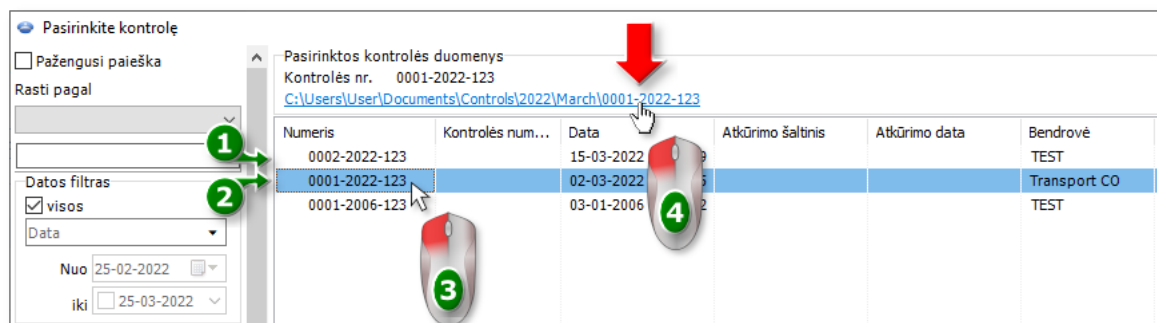 Pasirinkite kontrolę
Pažengusi paieška
Rasti pagal
Datos filtras
visos
Data
Nuo 25-02-2022
iki 25-03-2022
Pasirinktos kontrolės duomenys
Kontrolės nr. 0001-2022-123
C:\Users\User\Documents\Controls\2022\March\0001-2022-123
Numeris Kontrolės num... Data Atkūrimo šaltinis Atkūrimo data Bendrovė
1 0002-2022-123 15-03-2022 TEST
2 0001-2022-123 02-03-2022 Transport CO
0001-2006-123 03-01-2006 TEST
3
4